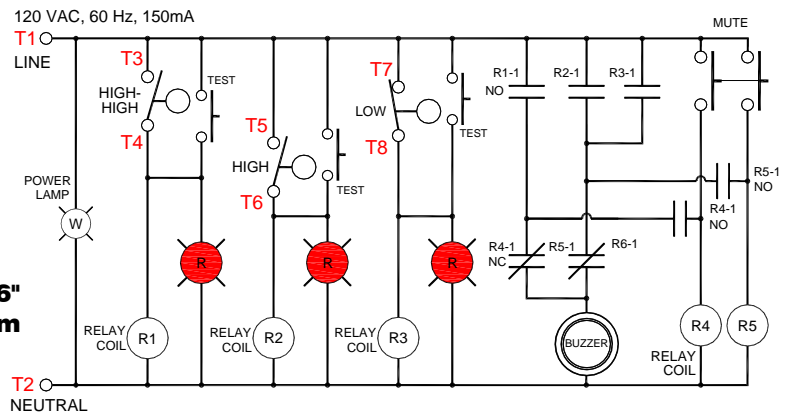 120 VAC, 60 Hz, 150mA
T1
LINE
MUTE
T3
HIGH-
HIGH
T4
TEST
T5
HIGH
T6
TEST
T7
LOW
T8
TEST
R1-1
NO
R2-1
R3-1
POWER
LAMP
W
R
R
R
R5-1
NO
R4-1
NO
R4-1
NC
R5-1
R6-1
6"
m
RELAY
COIL
R1
RELAY
COIL
R2
RELAY
COIL
R3
BUZZER
R4
R5
RELAY
COIL
T2
NEUTRAL